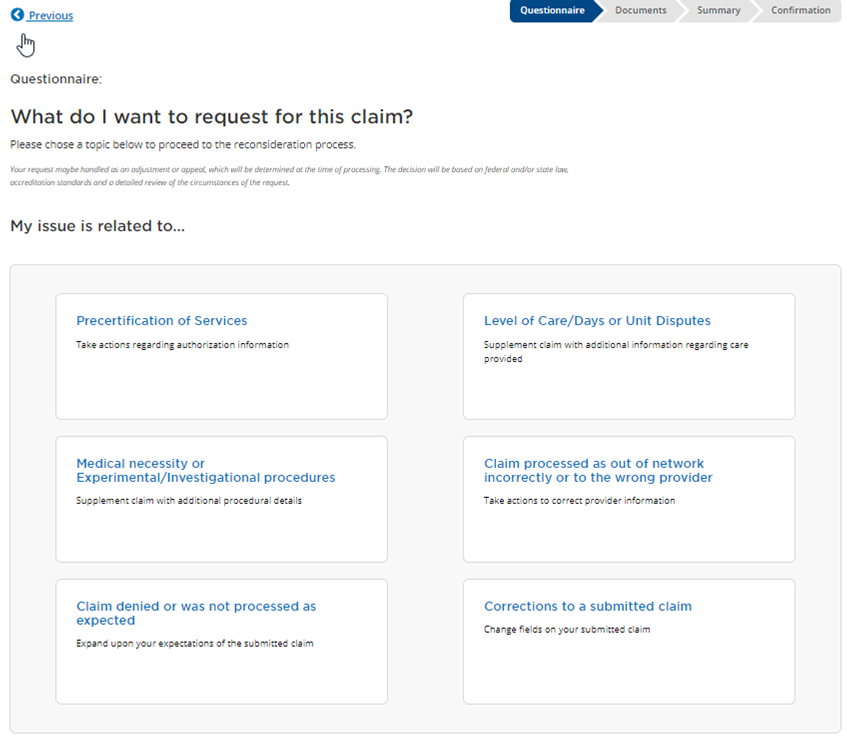 Previous
Questionnaire
Documents
Summary
Confirmation
Questionnaire:
What do I want to request for this claim?
Please chose a topic below to proceed to the reconsideration process.
Your request maybe handled as an adjustment or appeal, which will be determined at the time of processing. The decision will be based on federal and/or state law,
accreditation standards and a detailed review of the circumstances of the request.
My issue is related to...
Precertification of Services
Take actions regarding authorization information
Level of Care/Days or Unit Disputes
Supplement claim with additional information regarding care
provided
Medical necessity or
Experimental/Investigational procedures
Supplement claim with additional procedural details
Claim processed as out of network
incorrectly or to the wrong provider
Take actions to correct provider information
Claim denied or was not processed as
expected
Expand upon your expectations of the submitted claim
Corrections to a submitted claim
Change fields on your submitted claim